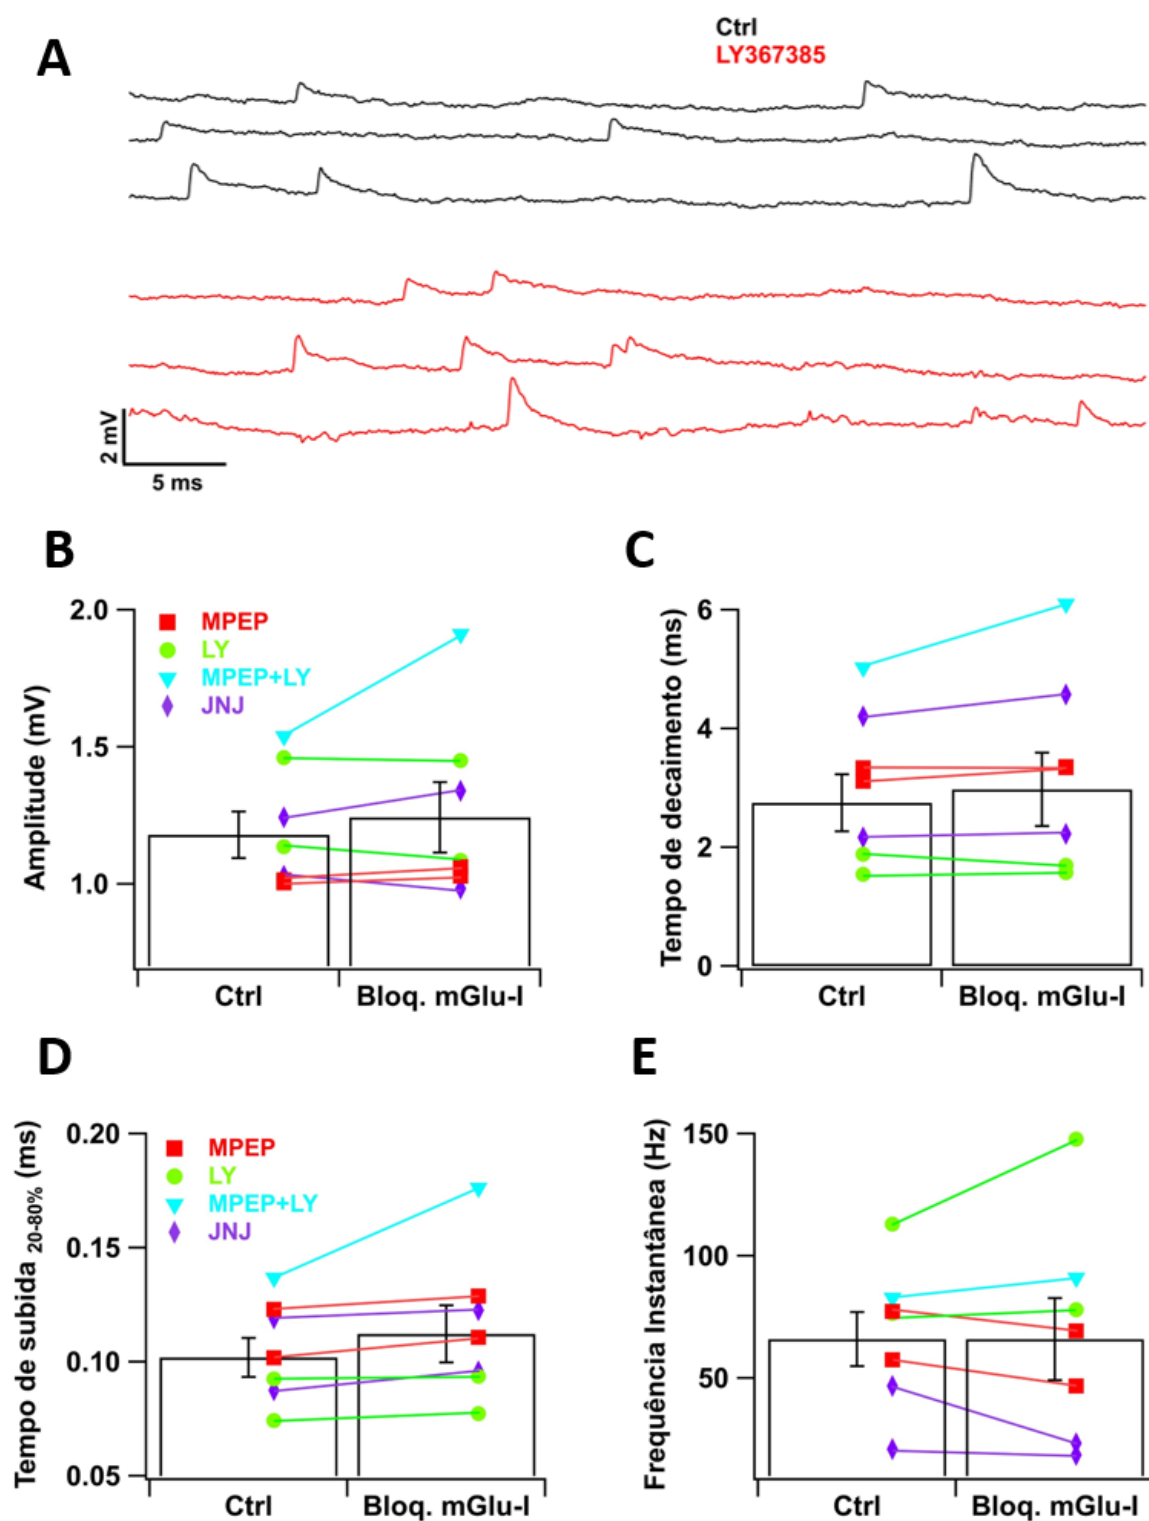 A
Ctrl
LY367385
2 mV
5 ms
B
Amplitude (mV)
2.0
1.5
1.0
MPEP
LY
MPEP+LY
JNJ
Ctrl
Bloq. mGlu-I
C
Tempo de decaimento (ms)
6
4
2
0
Ctrl
Bloq. mGlu-I
D
Tempo de subida 20-80% (ms)
0.20
0.15
0.10
0.05
MPEP
LY
MPEP+LY
JNJ
Ctrl
Bloq. mGlu-I
E
Frequência Instantânea (Hz)
150
100
50
Ctrl
Bloq. mGlu-I